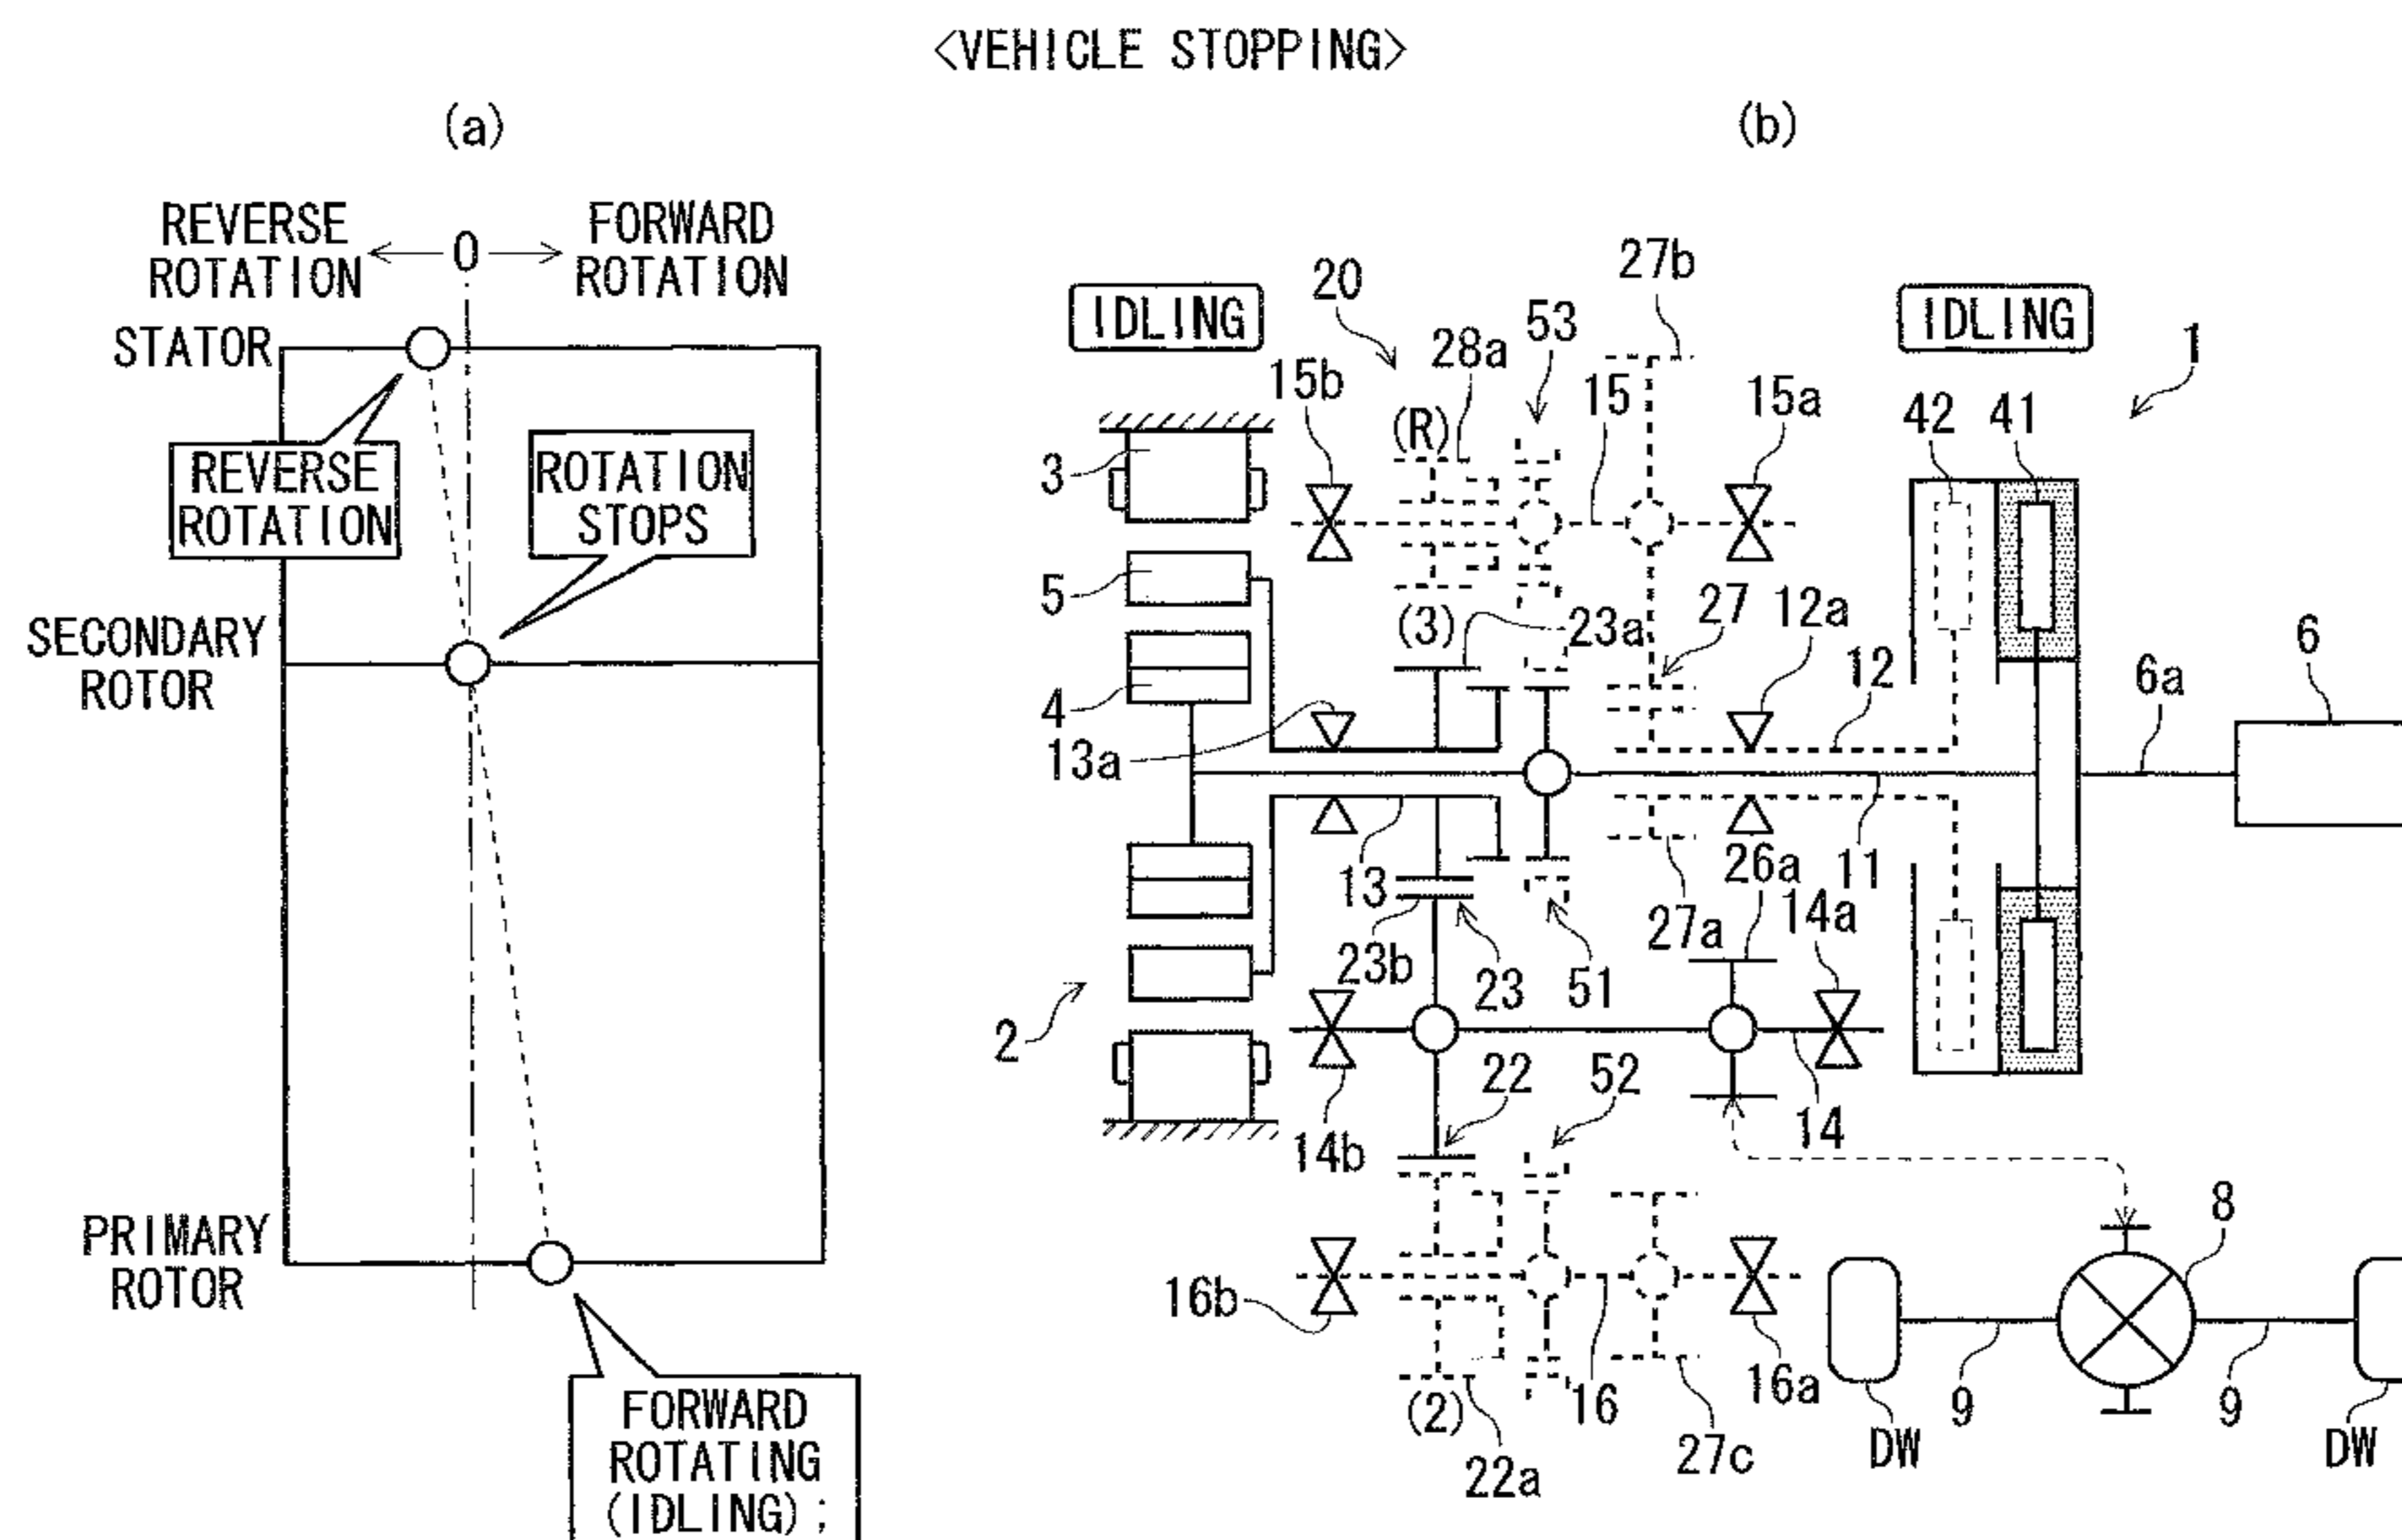 <VEHICLE STOPPING>
(a)
REVERSE
ROTATION
0
FORWARD
ROTATION
STATOR
REVERSE
ROTATION
ROTATION
STOPS
SECONDARY
ROTOR
PRIMARY
ROTOR
FORWARD
ROTATING
(IDLING);
(b)
IDLING
20
27b
IDLING
1
15b
28a
53
15
15a
42
41
(R)
3
5
(3)
23a
27
12a
12
6
4
6a
13a
13
26a
11
23b
23
51
27a
14a
2
14b
22
52
14
8
16b
(2)
22a
16
27c
16a
9
9
DW
DW